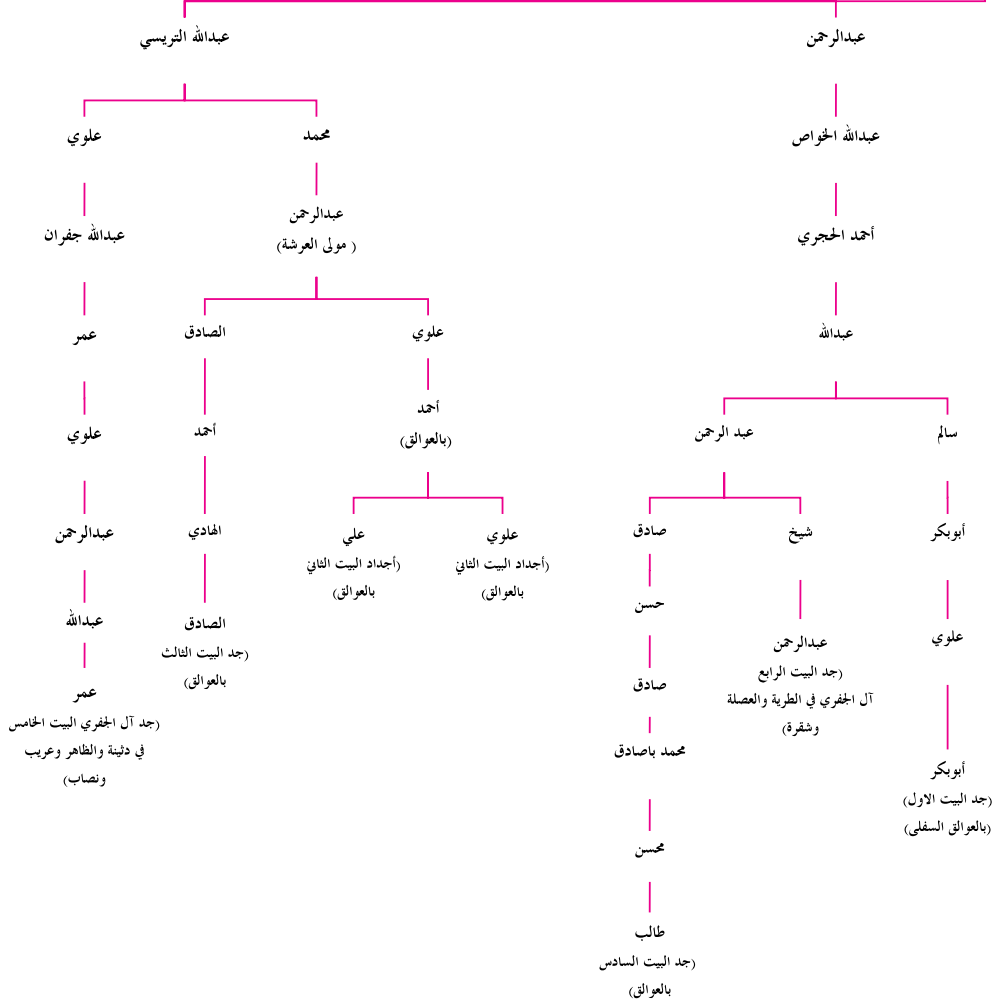 عبدالرحمن
عبدالله التريسي
عبدالله الخواص
محمد
علوي
عبدالرحمن
(مولى العرشة )
أحمد الحجري
عبدالله جفران
عبدالله
علوي
الصادق
عمر
أحمد
(بالعوالق)
سالم
عبد الرحمن
أحمد
علوي
أبوبكر
شيخ
صادق
علوي
(أجداد البيت الثاني
بالعوالق)
علي
(أجداد البيت الثاني
بالعوالق)
الهادي
عبدالرحمن
حسن
علوي
عبدالرحمن
(جد البيت الرابع
آل الجفري في الطرية والعصلة
وشقرة)
الصادق
(جد البيت الثالث
بالعوالق)
عبدالله
صادق
عمر
(جد آل الجفري البيت الخامس
في دثينة والظاهر وعريب
ونصاب)
محمد باصادق
أبوبكر
(جد البيت الاول)
(بالعوالق السفلى)
محسن
طالب
(جد البيت السادس
بالعوالق)